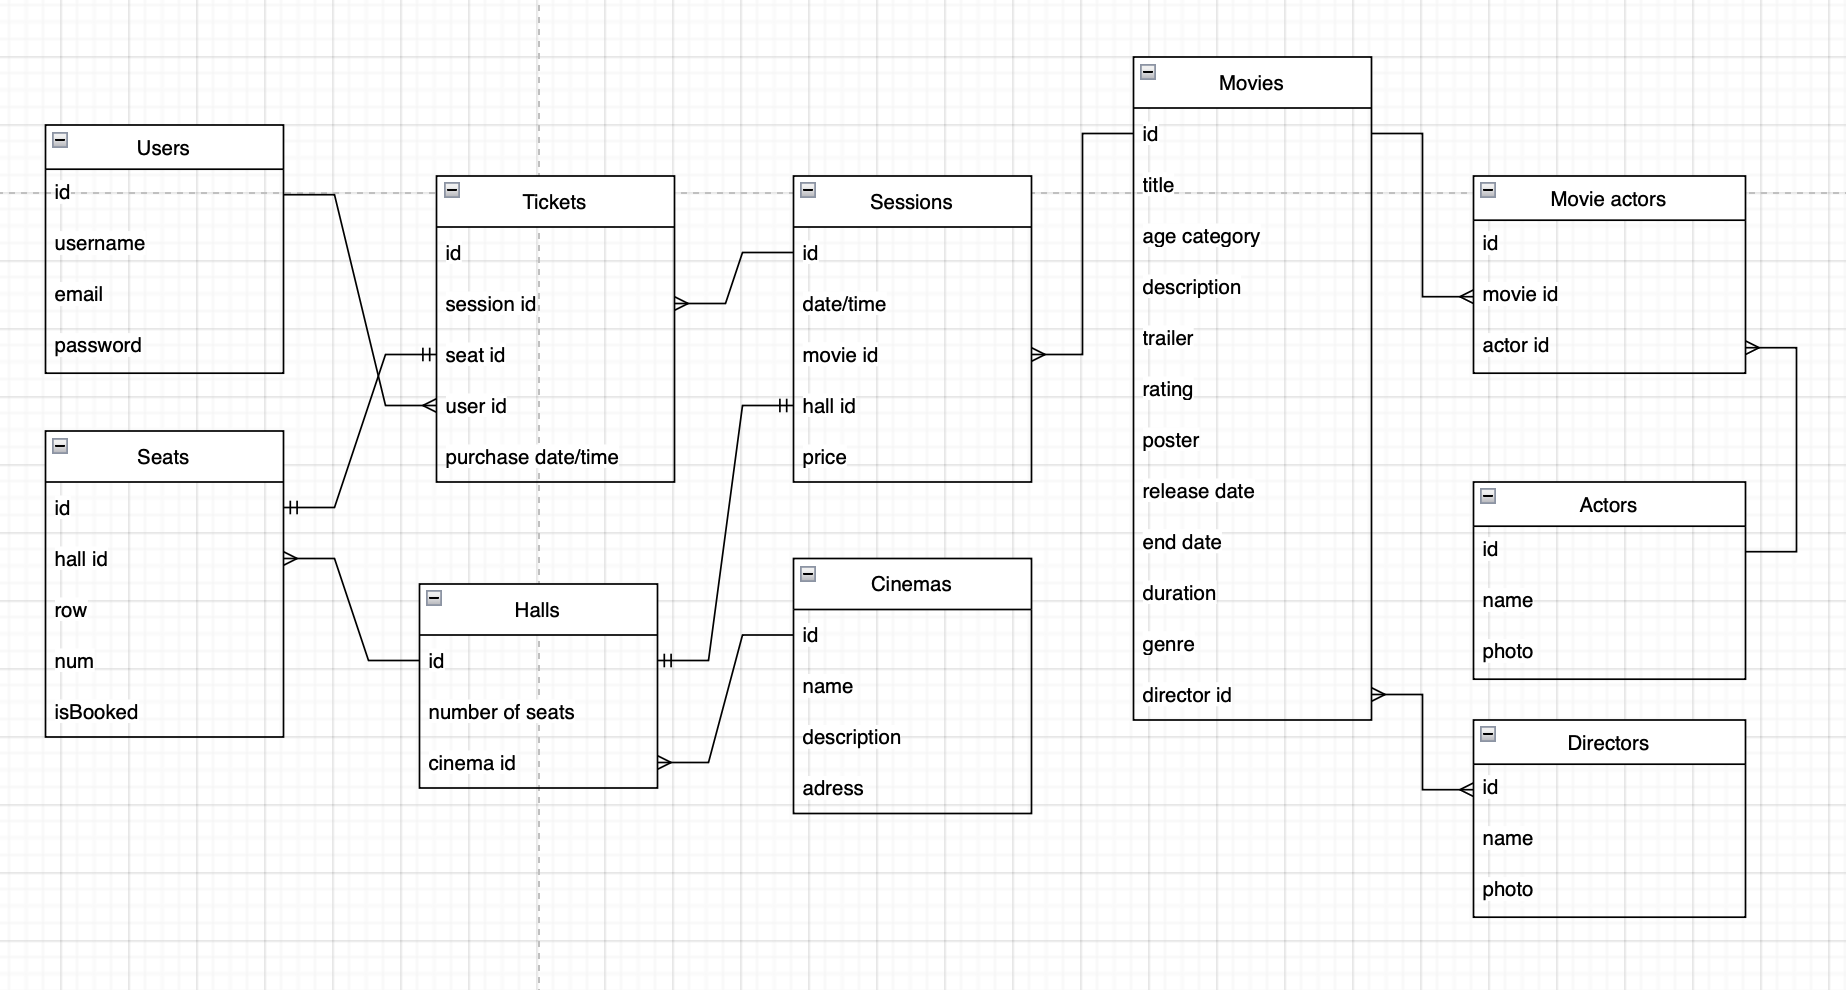 Users
id
username
email
password
Seats
id
hall id
row
num
isBooked
Tickets
id
session id
seat id
user id
purchase date/time
Halls
id
number of seats
cinema id
Sessions
id
date/time
movie id
hall id
price
Cinemas
id
name
description
adress
Movies
id
title
age category
description
trailer
rating
poster
release date
end date
duration
genre
director id
Movie actors
id
movie id
actor id
Actors
id
name
photo
Directors
id
name
photo